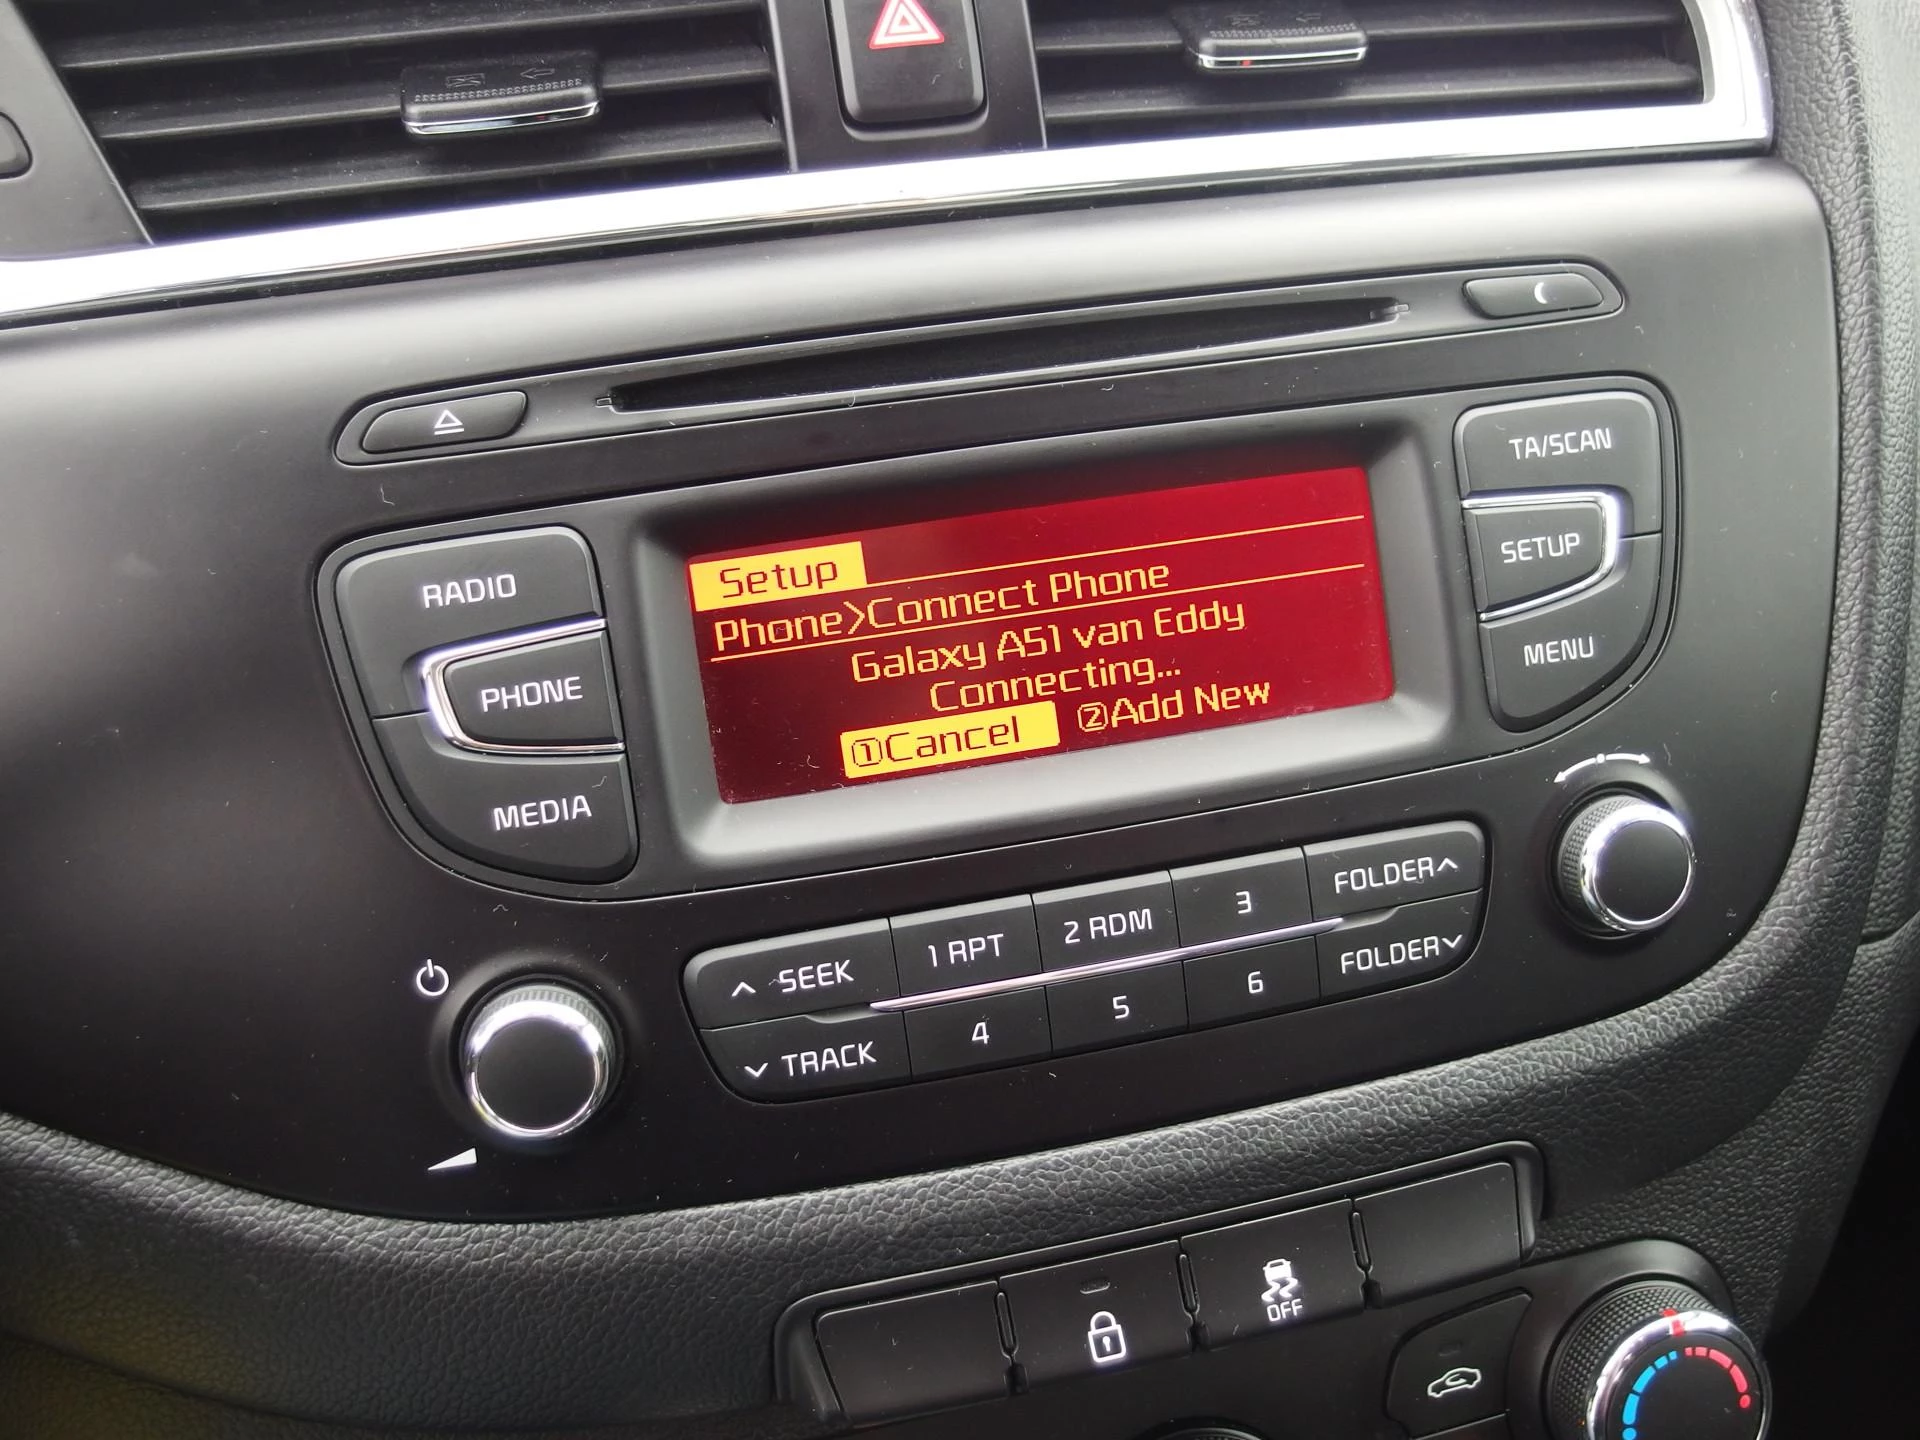 TA/SCAN
RADIO
SETUP
PHONE
MENU
MEDIA
Setup
Phone>Connect Phone
Galaxy A51 van Eddy
Connecting...
①Cancel ②Add New
SEEK
1 RPT
2 RDM
3
FOLDER
TRACK
4
5
6
FOLDER
OFF